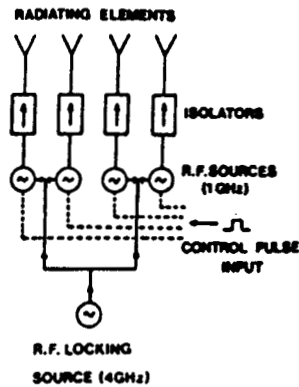 RADIATING ELEMENTS
ISOLATORS
R.F. SOURCES
(1GHz)
CONTROL PULSE
INPUT
R.F. LOCKING
SOURCE (4GHz)